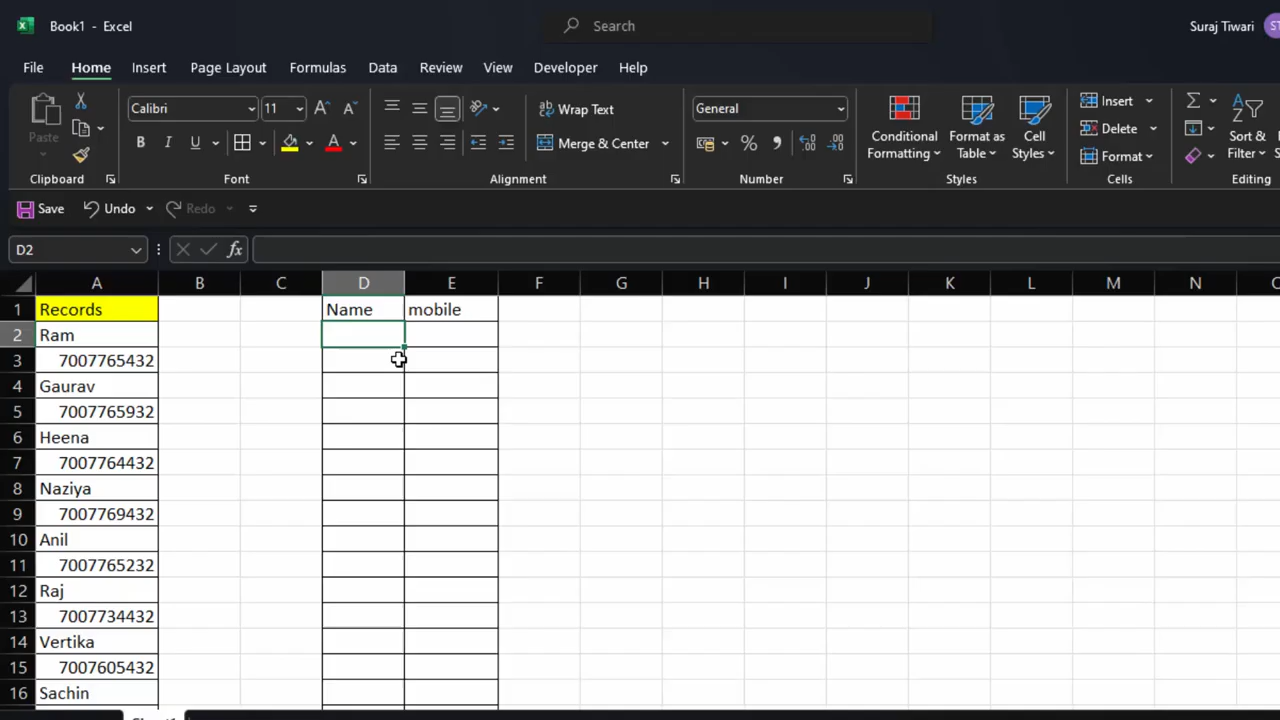 Book1 - Excel
Search
Suraj Tiwari
ST
File Home Insert Page Layout Formulas Data Review View Developer Help
Paste
Calibri 11
Wrap Text
General
Conditional Formatting
Format as Table
Cell Styles
Insert
Sort & Filter
B I U A
Merge & Center
Delete
Format
Clipboard Font Alignment Number Styles Cells Editing
Save Undo Redo
D2 fx
A B C D E F G H I J K L M N
1 Records Name mobile
2 Ram
3 7007765432
4 Gaurav
5 7007765932
6 Heena
7 7007764432
8 Naziya
9 7007769432
10 Anil
11 7007765232
12 Raj
13 7007734432
14 Vertika
15 7007605432
16 Sachin